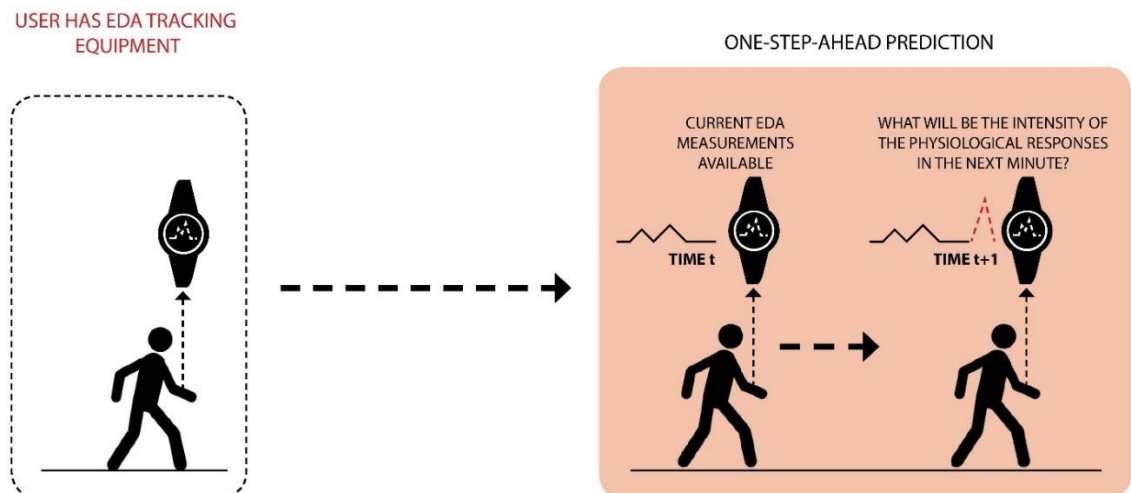 USER HAS EDA TRACKING
EQUIPMENT
ONE-STEP-AHEAD PREDICTION
CURRENT EDA
MEASUREMENTS
AVAILABLE
TIME t
WHAT WILL BE THE INTENSITY OF
THE PHYSIOLOGICAL RESPONSES
IN THE NEXT MINUTE?
TIME t+1